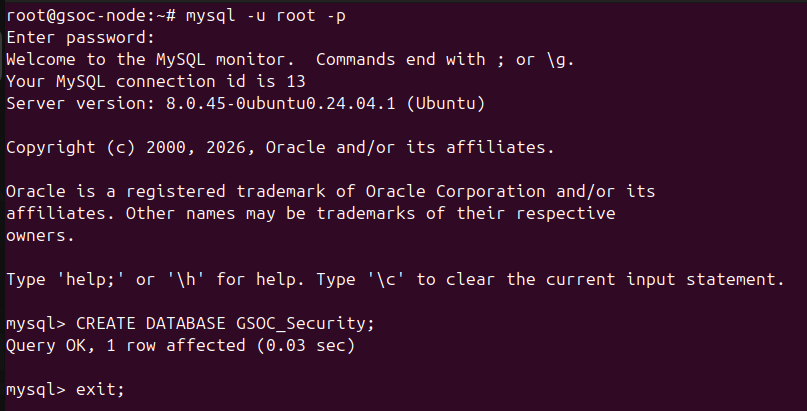 root@gsoc-node:~# mysql -u root -p
Enter password:
Welcome to the MySQL monitor.  Commands end with ; or \g.
Your MySQL connection id is 13
Server version: 8.0.45-0ubuntu0.24.04.1 (Ubuntu)
Copyright (c) 2000, 2026, Oracle and/or its affiliates.
Oracle is a registered trademark of Oracle Corporation and/or its
affiliates. Other names may be trademarks of their respective
owners.
Type 'help;' or '\h' for help. Type '\c' to clear the current input statement.
mysql> CREATE DATABASE GSOC_Security;
Query OK, 1 row affected (0.03 sec)
mysql> exit;